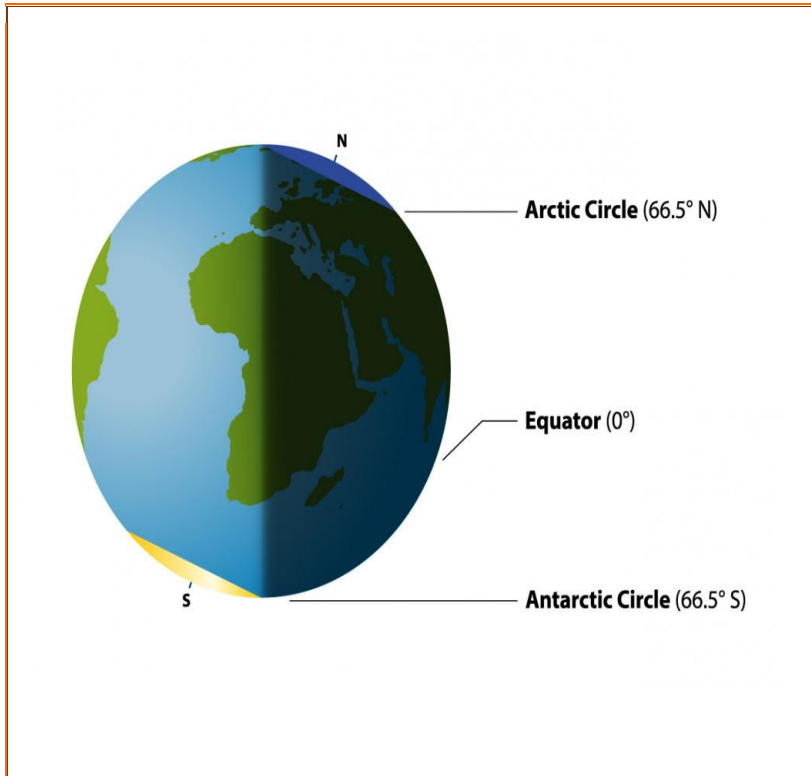 N
Arctic Circle (66.5° N)
Equator (0°)
Antarctic Circle (66.5° S)
S